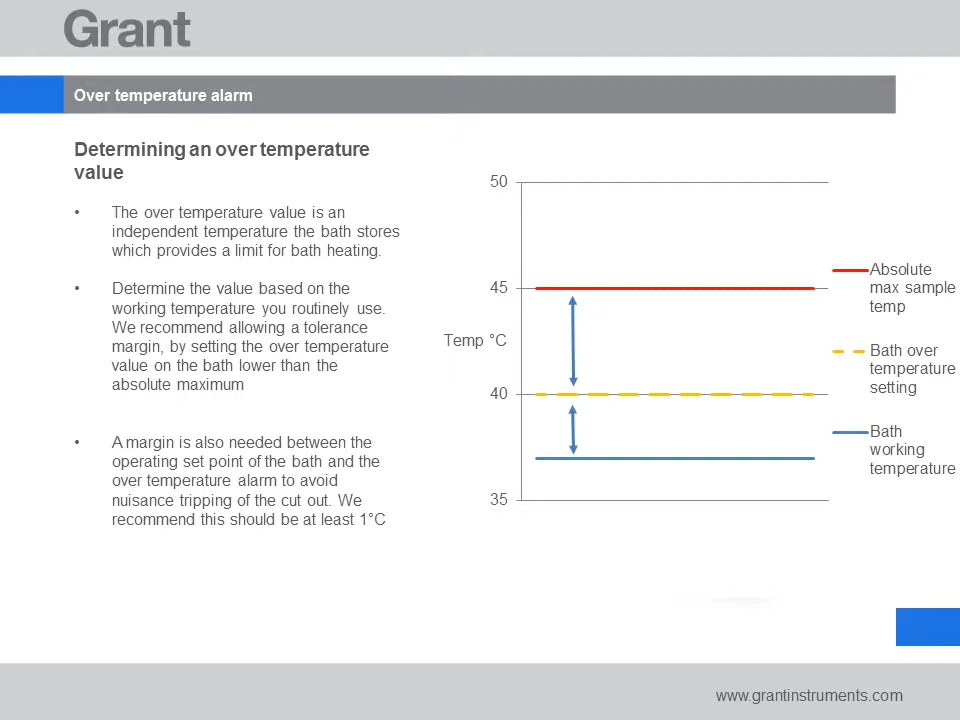 Grant
Over temperature alarm
Determining an over temperature
value
• The over temperature value is an
independent temperature the bath stores
which provides a limit for bath heating.
• Determine the value based on the
working temperature you routinely use.
We recommend allowing a tolerance
margin, by setting the over temperature
value on the bath lower than the
absolute maximum
• A margin is also needed between the
operating set point of the bath and the
over temperature alarm to avoid
nuisance tripping of the cut out. We
recommend this should be at least 1°C
50
45
Temp °C
40
35
Absolute
max sample
temp
Bath over
temperature
setting
Bath
working
temperature
www.grantinstruments.com